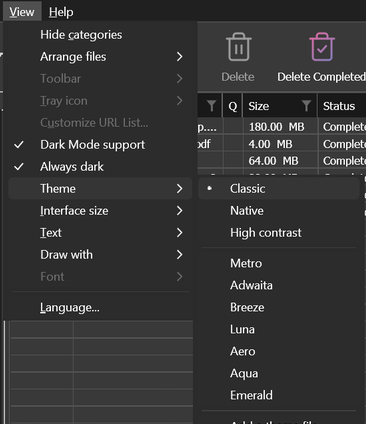 View Help
Hide categories
Arrange files
Toolbar
Tray icon
Customize URL List...
Dark Mode support
Always dark
Theme
Interface size
Text
Draw with
Font
Language...
Delete Delete Completed
Q Size Status
p.... 180.00 MB Complete
pdf 4.00 MB Complete
64.00 MB Complete
Classic
Native
High contrast
Metro
Adwaita
Breeze
Luna
Aero
Aqua
Emerald